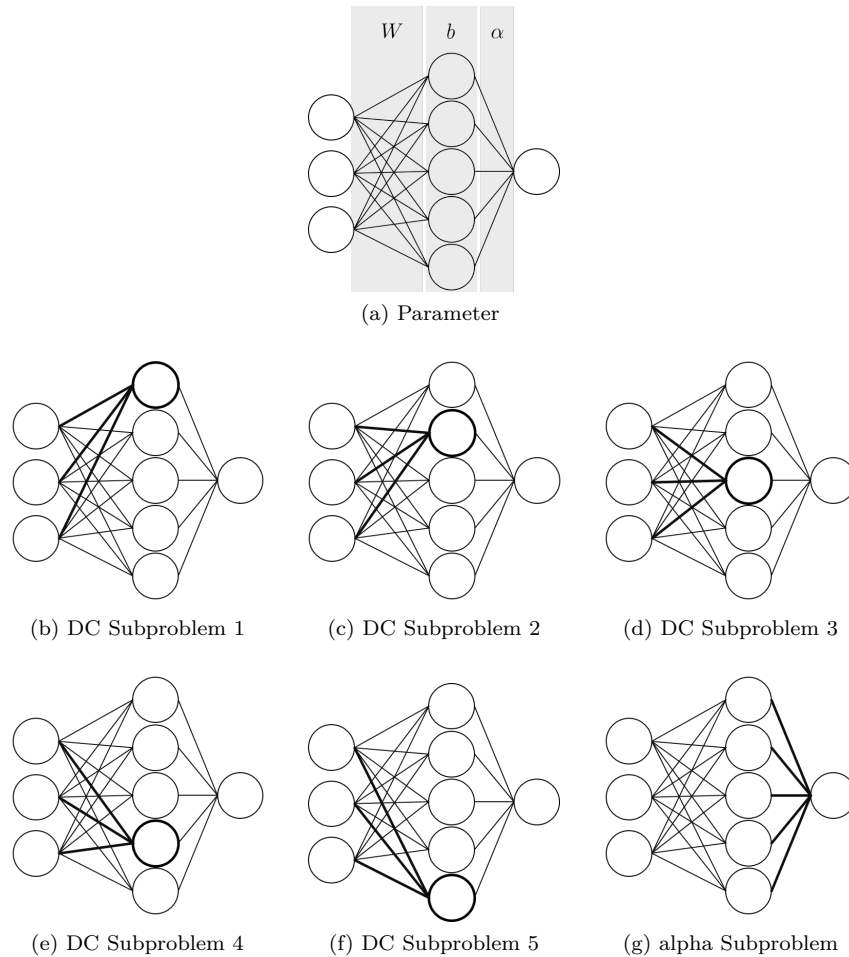 W b α
(a) Parameter
(b) DC Subproblem 1
(c) DC Subproblem 2
(d) DC Subproblem 3
(e) DC Subproblem 4
(f) DC Subproblem 5
(g) alpha Subproblem